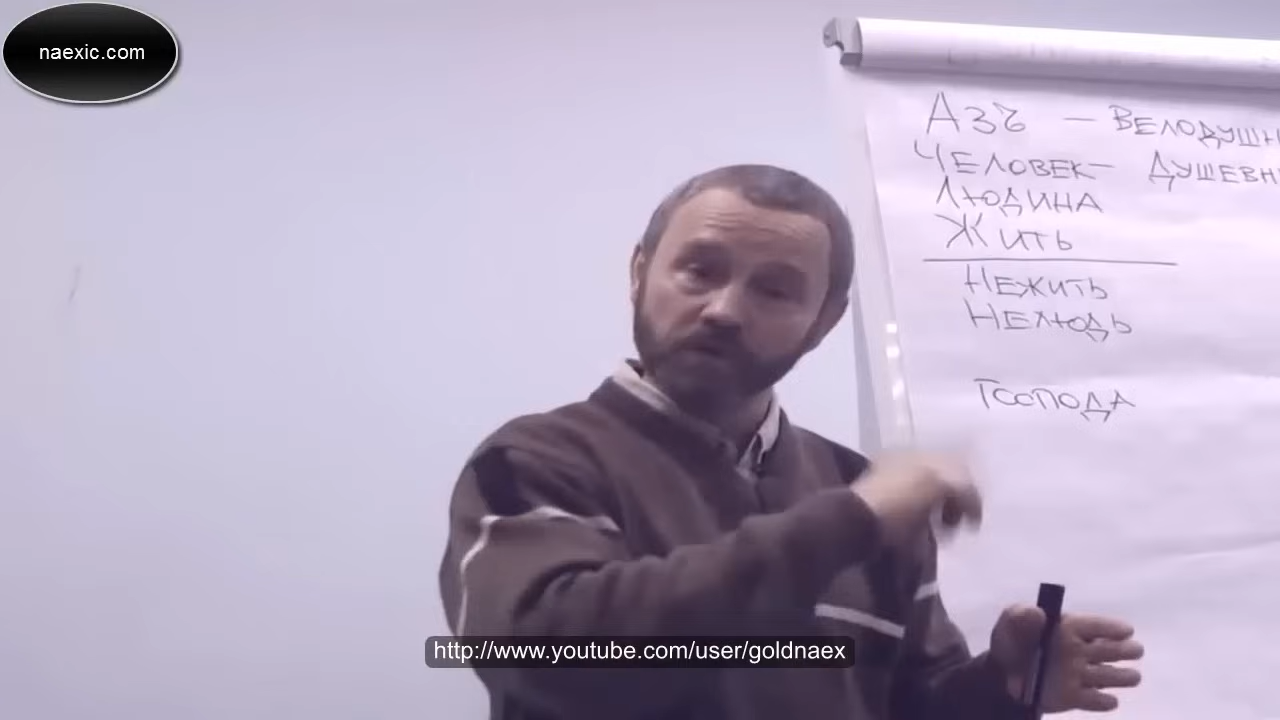 naexic.com
Азъ — Велодушн
Человек — Душевн
Людина
Жить
Нежить
Нелюдь
Господа
http://www.youtube.com/user/goldnaex